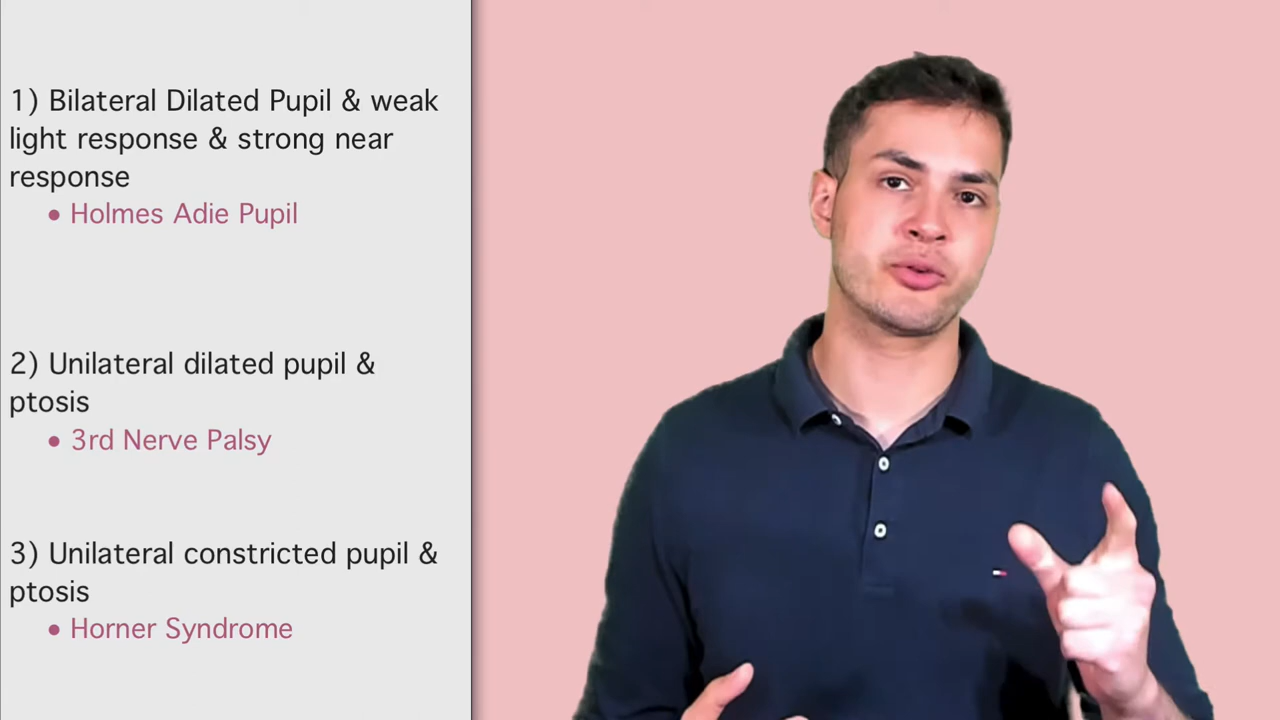 1) Bilateral Dilated Pupil & weak
light response & strong near
response
• Holmes Adie Pupil
2) Unilateral dilated pupil &
ptosis
• 3rd Nerve Palsy
3) Unilateral constricted pupil &
ptosis
• Horner Syndrome